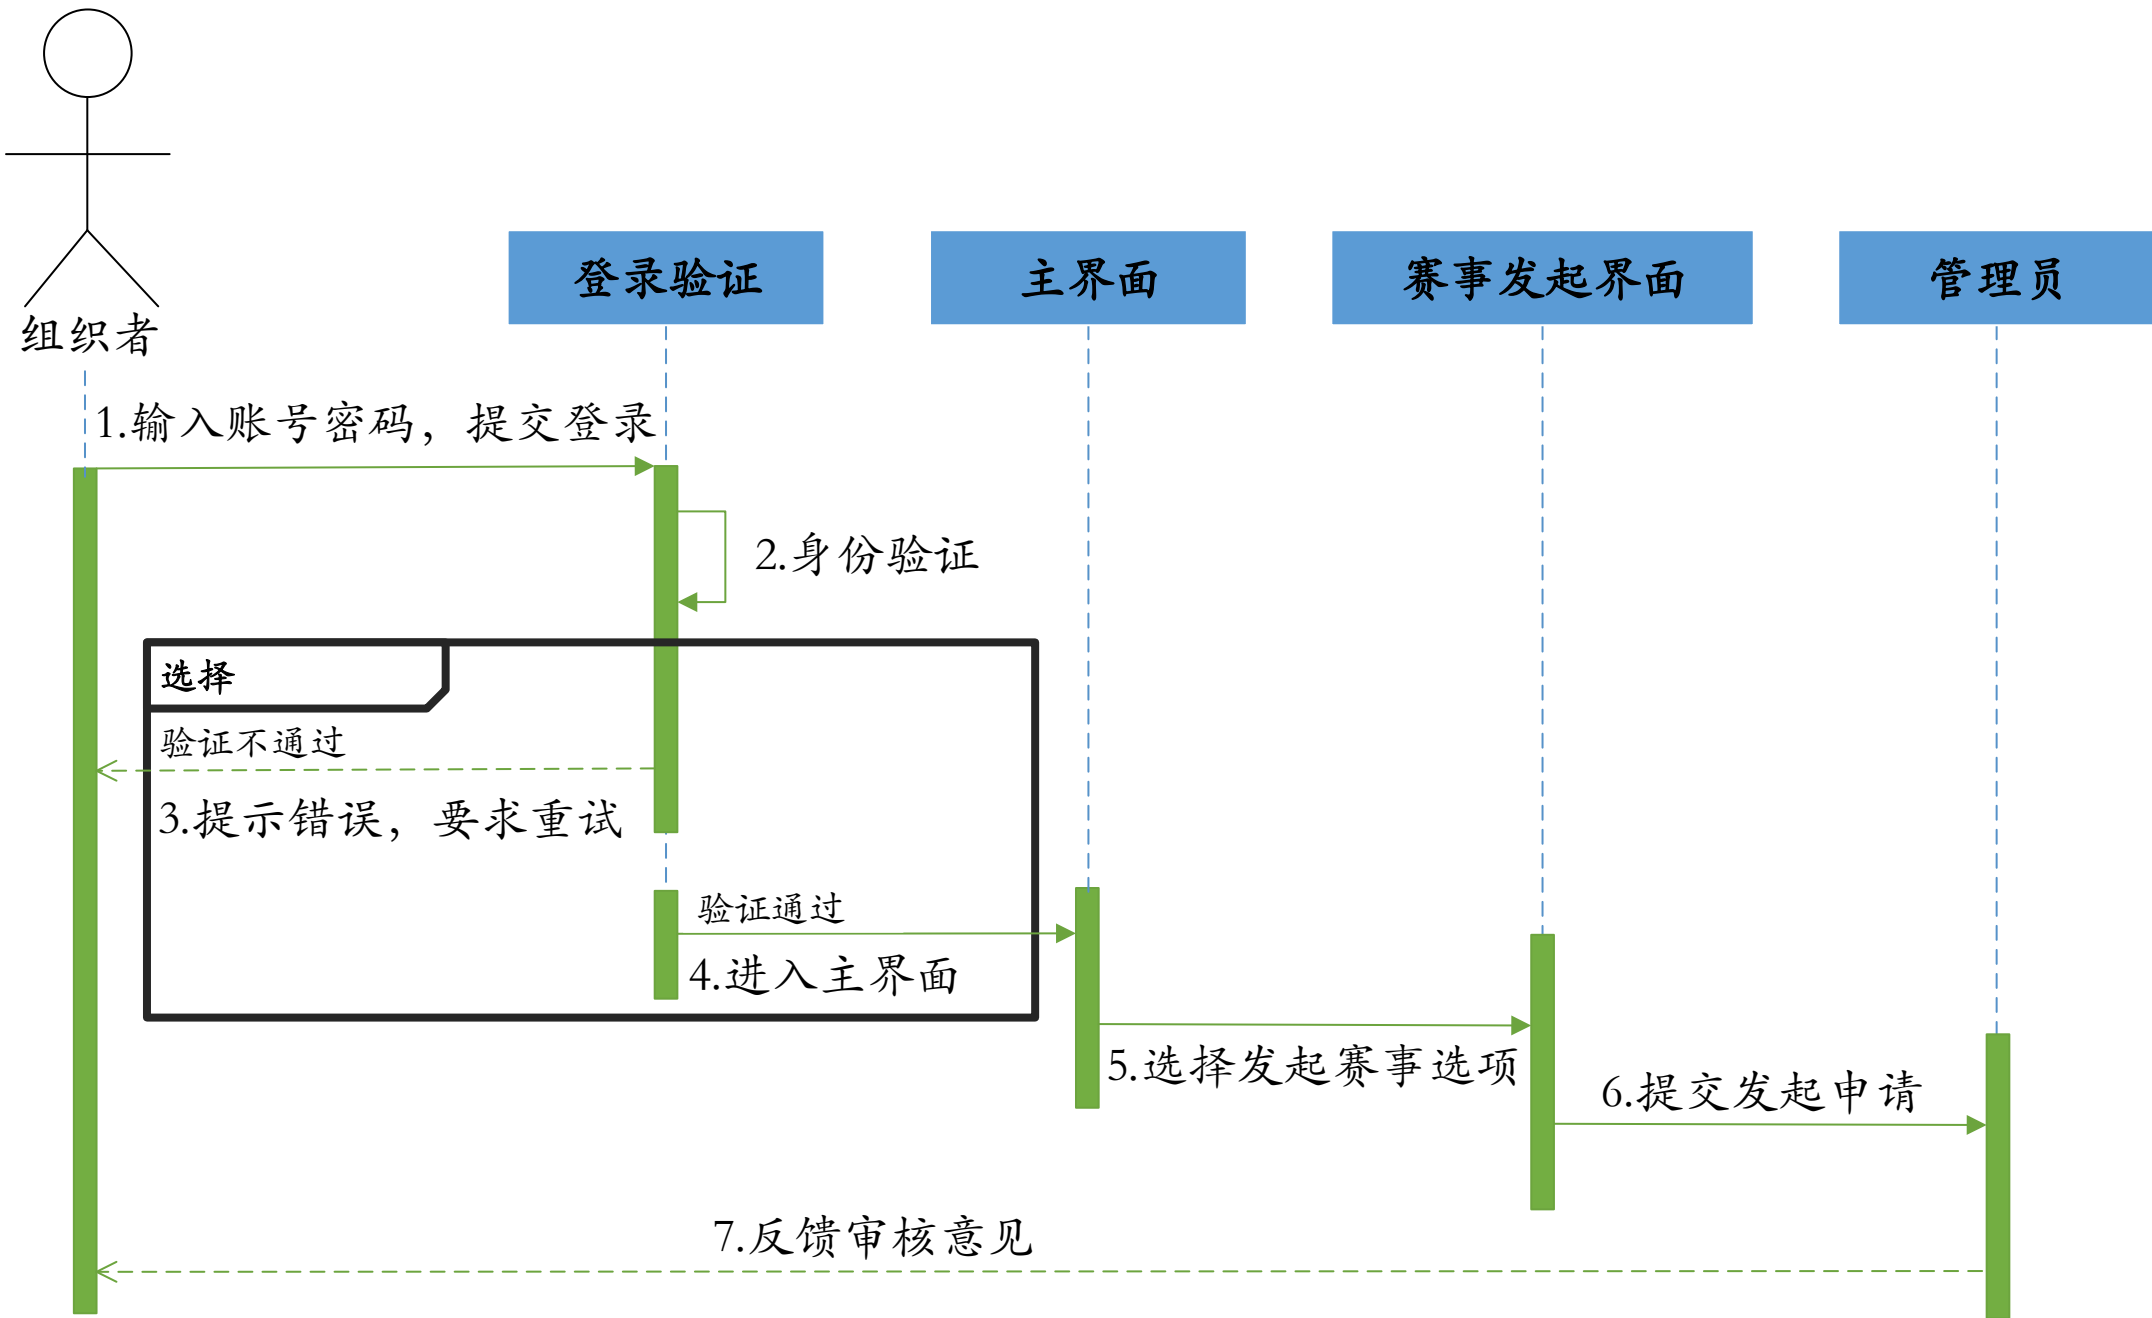 登录验证
主界面
赛事发起界面
管理员
组织者
1.输入账号密码，提交登录
2.身份验证
选择
验证不通过
3.提示错误，要求重试
验证通过
4.进入主界面
5.选择发起赛事选项
6.提交发起申请
7.反馈审核意见